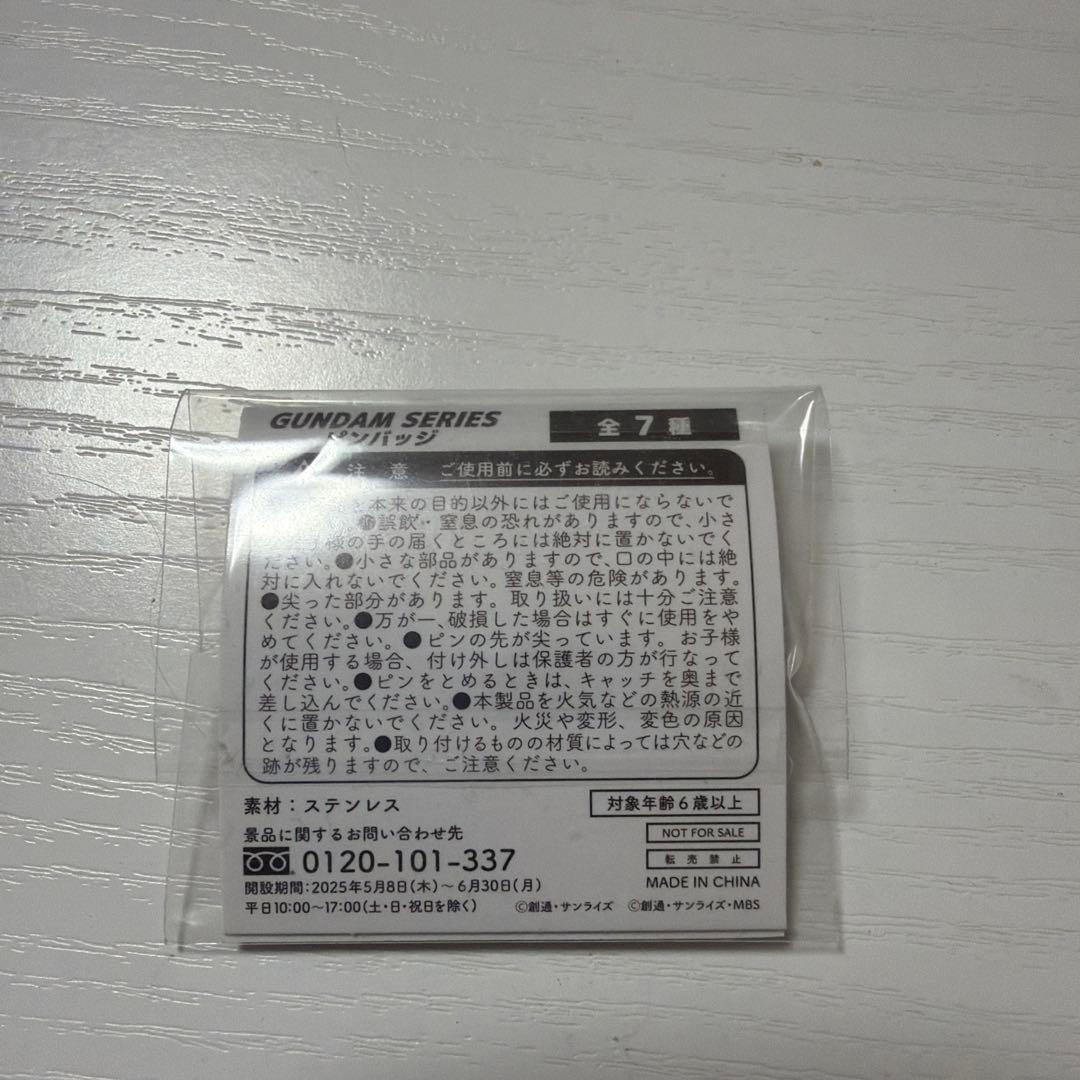 GUNDAM SERIES
ピンバッジ
全7種
注意 ご使用前に必ずお読みください。
本来の目的以外にはご使用にならないで
●誤飲・窒息の恐れがありますので、小さ
様の手の届くところには絶対に置かないでく
ださい。●小さな部品がありますので、口の中には絶
対に入れないでください。窒息等の危険があります。
●尖った部分があります。取り扱いには十分ご注意
ください。●万が一、破損した場合はすぐに使用をや
めてください。●ピンの先が尖っています。お子様
が使用する場合、付け外しは保護者の方が行なって
ください。●ピンをとめるときは、キャッチを奥まで
差し込んでください。●本製品を火気などの熱源の近
くに置かないでください。火災や変形、変色の原因
となります。●取り付けるものの材質によっては穴などの
跡が残りますので、ご注意ください。
素材：ステンレス
対象年齢6歳以上
景品に関するお問い合わせ先
NOT FOR SALE
0120-101-337
転売禁止
開設期間：2025年5月8日(木)～6月30日(月)
MADE IN CHINA
平日10:00～17:00(土・日・祝日を除く)
©創通・サンライズ ©創通・サンライズ・MBS